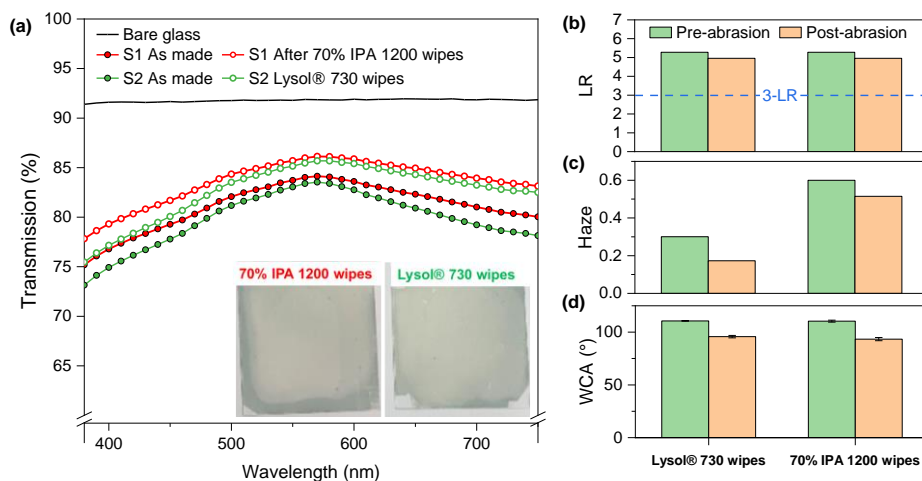 (a)
Bare glass
S1 As made
S1 After 70% IPA 1200 wipes
S2 As made
S2 Lysol® 730 wipes
100
95
90
85
80
75
70
65
Transmission (%)
70% IPA 1200 wipes
Lysol® 730 wipes
400
500
600
700
Wavelength (nm)
(b)
Pre-abrasion
Post-abrasion
7
6
5
4
3
2
1
0
LR
3-LR
(c)
0.6
0.4
0.2
0.0
Haze
(d)
100
50
0
WCA (°)
Lysol® 730 wipes
70% IPA 1200 wipes